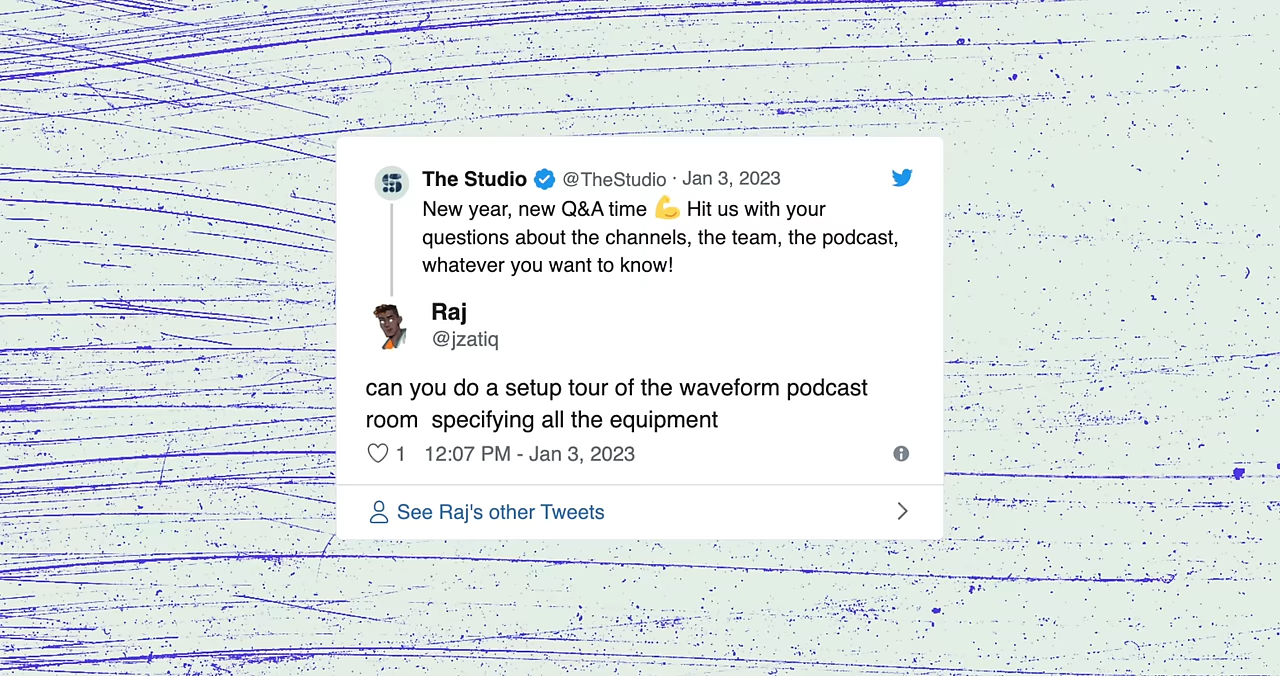 The Studio @TheStudio · Jan 3, 2023
New year, new Q&A time 💪 Hit us with your
questions about the channels, the team, the podcast,
whatever you want to know!
Raj
@jzatiq
can you do a setup tour of the waveform podcast
room  specifying all the equipment
1 12:07 PM - Jan 3, 2023
See Raj's other Tweets